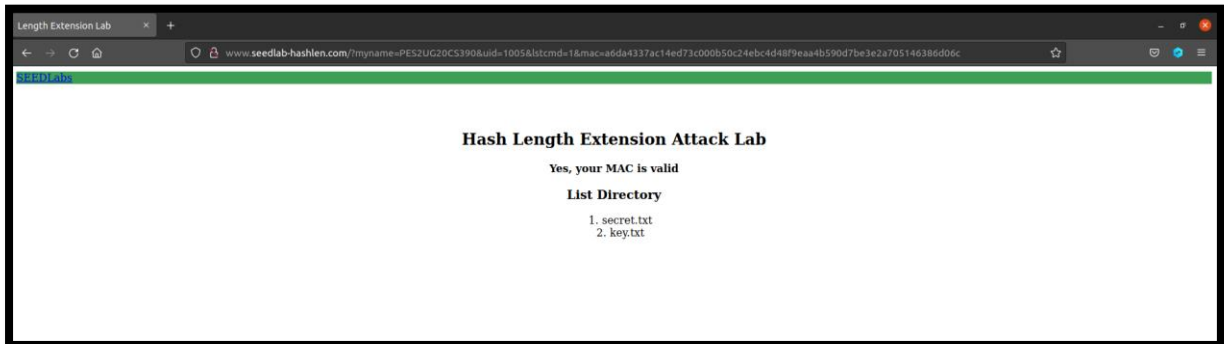 Length Extension Lab
www.seedlab-hashlen.com/?myname=PES2UG20CS390&uid=1005&lstcmd=1&mac=a6da4337ac14ed73c000b50c24ebc4d48f9eaa4b590d7be3e2a705146386d06c
SEEDLabs
Hash Length Extension Attack Lab
Yes, your MAC is valid
List Directory
1. secret.txt
2. key.txt